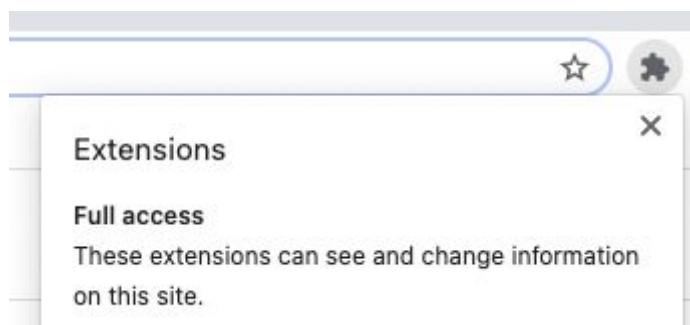 Extensions
Full access
These extensions can see and change information
on this site.